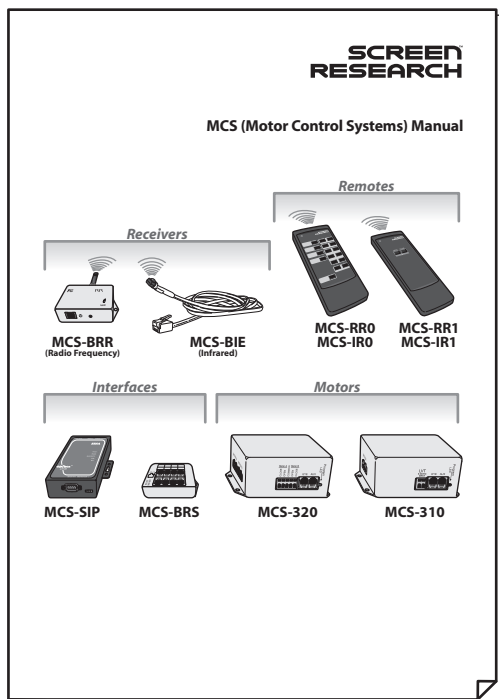 SCREEN
RESEARCH
MCS (Motor Control Systems) Manual
Remotes
Receivers
MCS-RR0
MCS-IR0
MCS-RR1
MCS-IR1
MCS-BRR
(Radio Frequency)
MCS-BIE
(Infrared)
Interfaces
Motors
MCS-SIP
MCS-BRS
MCS-320
MCS-310